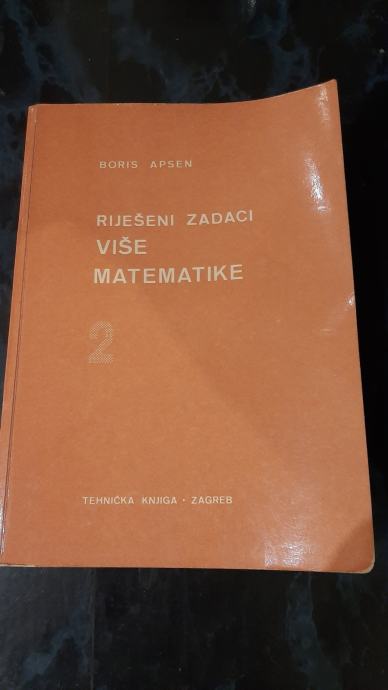 BORIS APSEN
RIJEŠENI ZADACI
VIŠE
MATEMATIKE
2
TEHNIČKA KNJIGA · ZAGREB